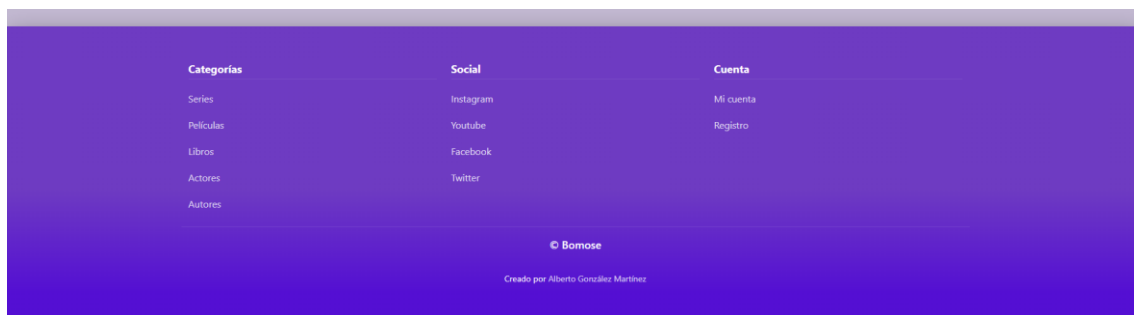 Categorías
Series
Películas
Libros
Actores
Autores
Social
Instagram
Youtube
Facebook
Twitter
Cuenta
Mi cuenta
Registro
© Bomose
Creado por Alberto González Martínez